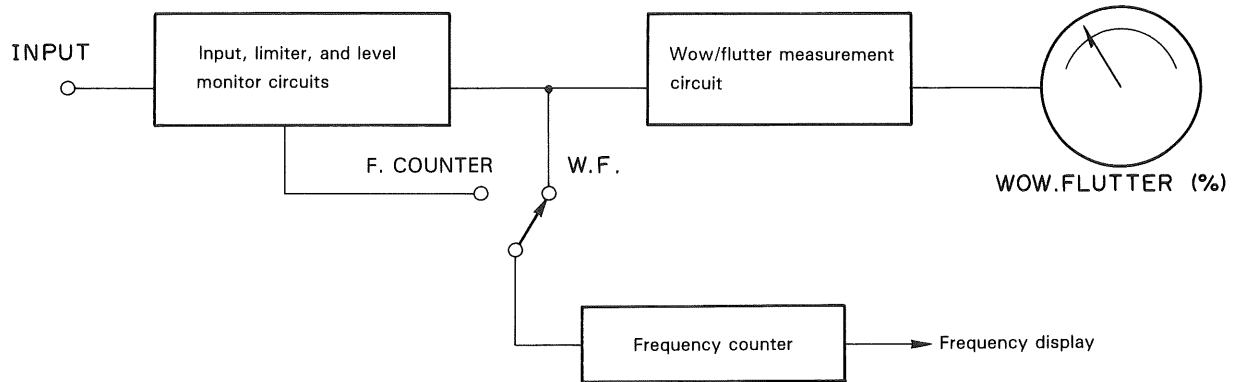 INPUT
Input, limiter, and level
monitor circuits
Wow/flutter measurement
circuit
F. COUNTER
W.F.
WOW.FLUTTER (%)
Frequency counter
Frequency display